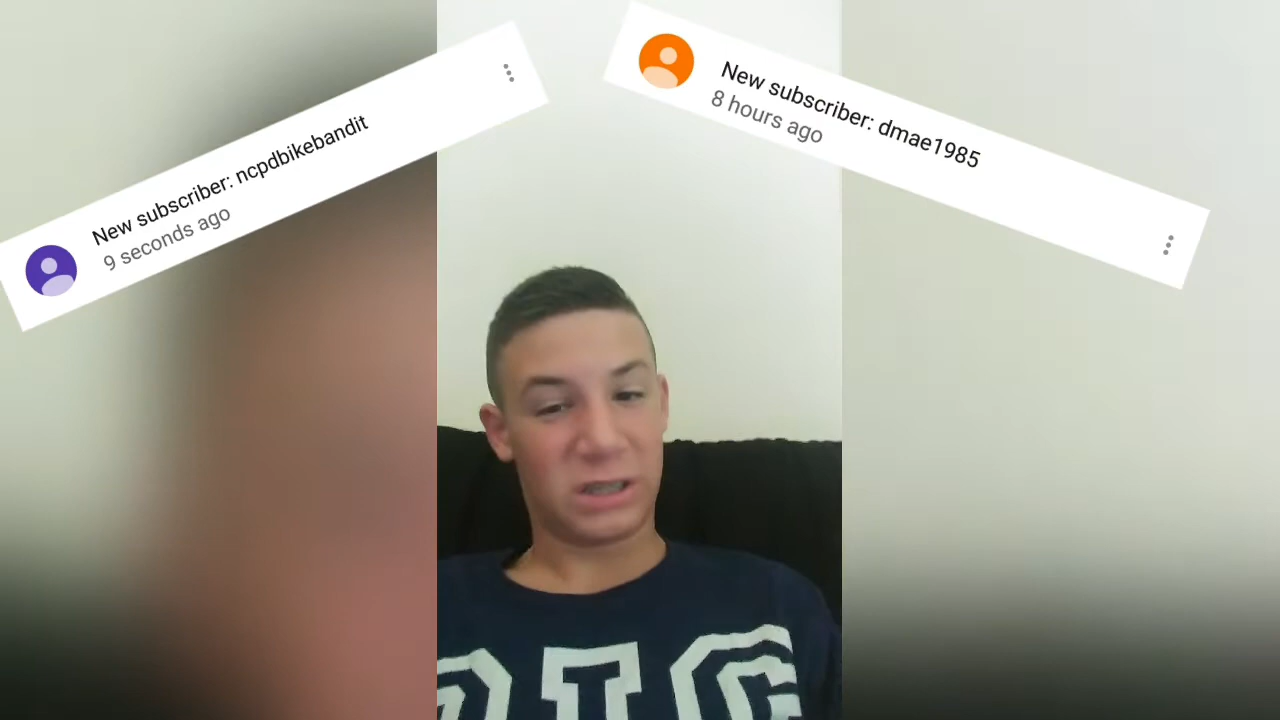 New subscriber: ncpdbikebandit
9 seconds ago
New subscriber: dmae1985
8 hours ago